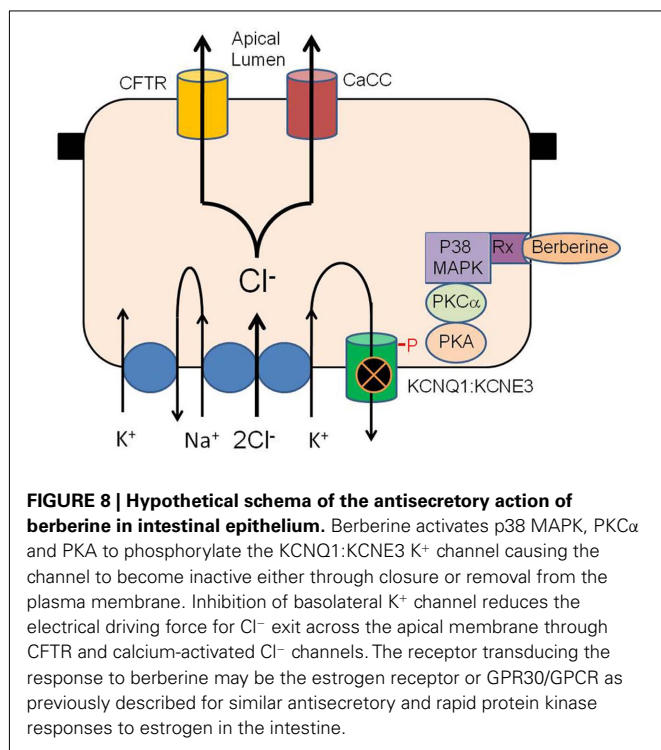 Apical
Lumen
CFTR
CaCC
Cl-
P38
MAPK
Rx
Berberine
PKCα
PKA
-P
KCNQ1:KCNE3
K+
Na+
2Cl-
K+
FIGURE 8 | Hypothetical schema of the antisecretory action of
berberine in intestinal epithelium. Berberine activates p38 MAPK, PKCα
and PKA to phosphorylate the KCNQ1:KCNE3 K+ channel causing the
channel to become inactive either through closure or removal from the
plasma membrane. Inhibition of basolateral K+ channel reduces the
electrical driving force for Cl− exit across the apical membrane through
CFTR and calcium-activated Cl− channels. The receptor transducing the
response to berberine may be the estrogen receptor or GPR30/GPCR as
previously described for similar antisecretory and rapid protein kinase
responses to estrogen in the intestine.